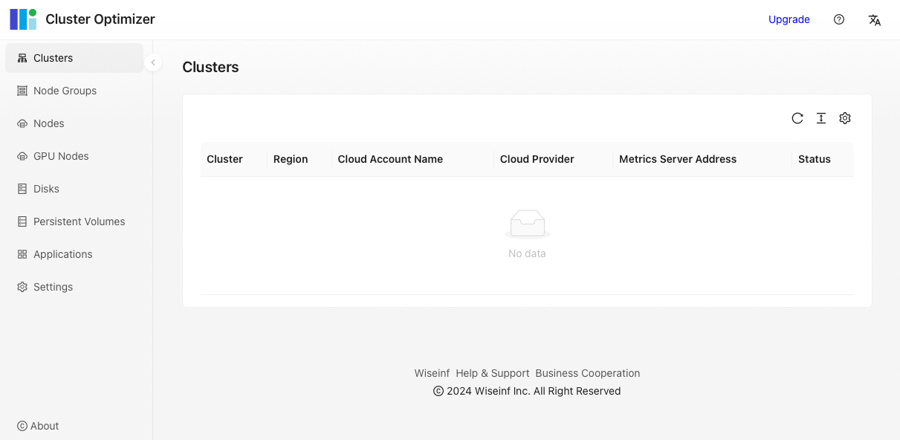 Cluster Optimizer
Upgrade
Clusters
Node Groups
Nodes
GPU Nodes
Disks
Persistent Volumes
Applications
Settings
About
Clusters
Cluster Region Cloud Account Name Cloud Provider Metrics Server Address Status
No data
Wiseinf Help & Support Business Cooperation
© 2024 Wiseinf Inc. All Right Reserved